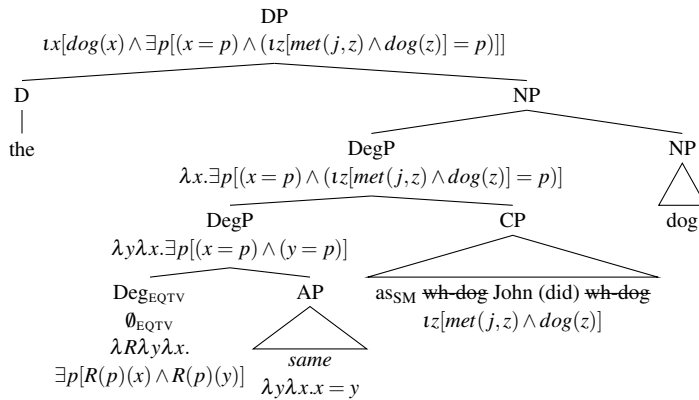 DP
ιx[dog(x) ∧ ∃p[(x = p) ∧ (ιz[met(j, z) ∧ dog(z)] = p)]]
D NP
the DegP NP
λx.∃p[(x = p) ∧ (ιz[met(j, z) ∧ dog(z)] = p)] dog
DegP CP
λyλx.∃p[(x = p) ∧ (y = p)]
Deg_EQTV AP as_SM wh-dog John (did) wh-dog
∅_EQTV ιz[met(j, z) ∧ dog(z)]
λRλyλx. same
∃p[R(p)(x) ∧ R(p)(y)] λyλx.x = y